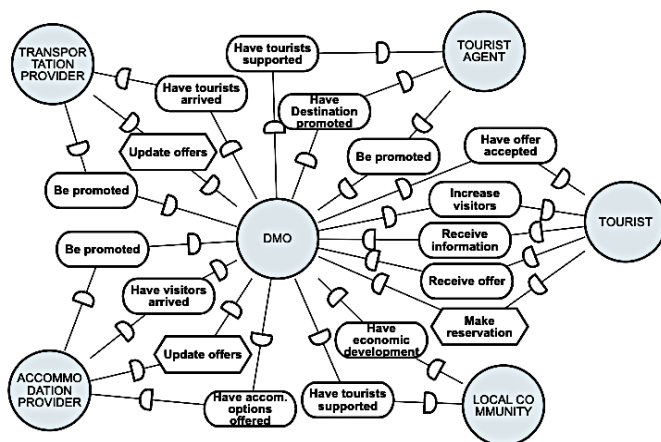 TRANSPOR
TATION
PROVIDER
Have tourists
supported
TOURIST
AGENT
Have tourists
arrived
Have
Destination
promoted
Have offer
accepted
Update offers
Be promoted
Be promoted
Increase
visitors
TOURIST
DMO
Receive
information
Be promoted
Receive offer
Have visitors
arrived
Make
reservation
Have
economic
development
Update offers
ACCOMMO
DATION
PROVIDER
Have accom.
options
offered
Have tourists
supported
LOCAL CO
MMUNITY